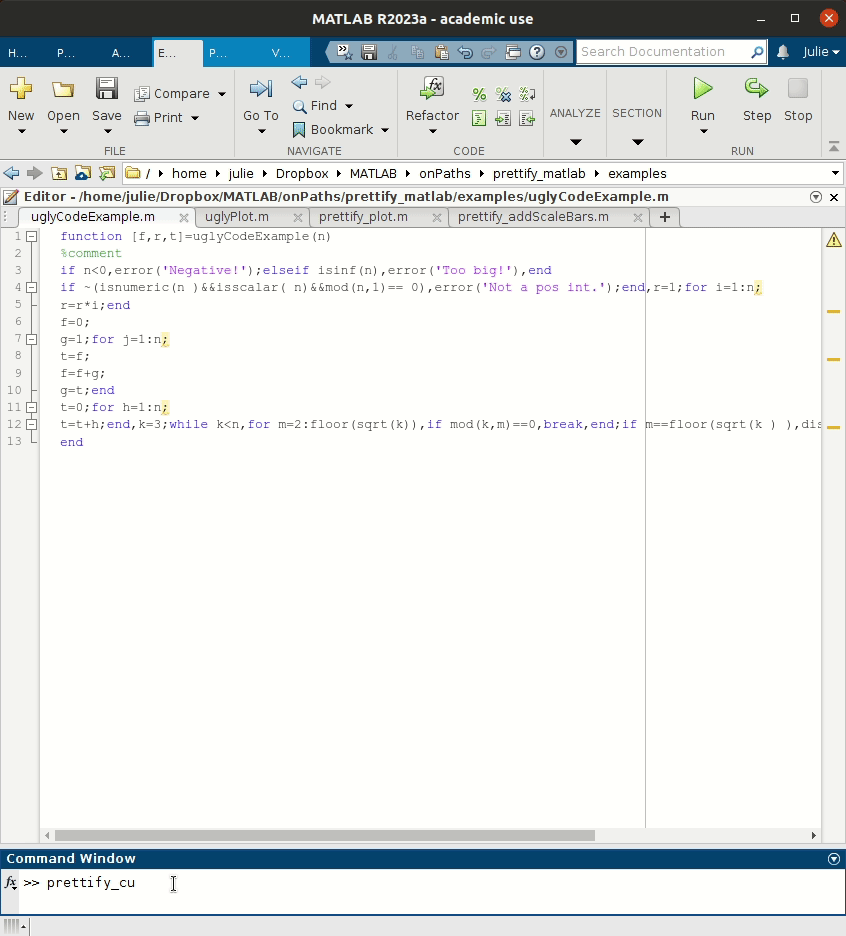 MATLAB R2023a - academic use
H... P... A... E... P... V... Search Documentation Julie
New Open Save Compare Print Go To Find Bookmark Refactor ANALYZE SECTION Run Step Stop
FILE NAVIGATE CODE RUN
/ home julie Dropbox MATLAB onPaths prettify_matlab examples
Editor - /home/julie/Dropbox/MATLAB/onPaths/prettify_matlab/examples/uglyCodeExample.m
uglyCodeExample.m uglyPlot.m prettify_plot.m prettify_addScaleBars.m +
1 function [f,r,t]=uglyCodeExample(n)
2 %comment
3 if n<0,error('Negative!');elseif isinf(n),error('Too big!'),end
4 if ~(isnumeric(n )&&isscalar( n)&&mod(n,1)== 0),error('Not a pos int.');end,r=1;for i=1:n;
5 r=r*i;end
6 f=0;
7 g=1;for j=1:n;
8 t=f;
9 f=f+g;
10 g=t;end
11 t=0;for h=1:n;
12 t=t+h;end,k=3;while k<n,for m=2:floor(sqrt(k)),if mod(k,m)==0,break,end;if m==floor(sqrt(k ) ),dis
13 end
Command Window
fx >> prettify_cu